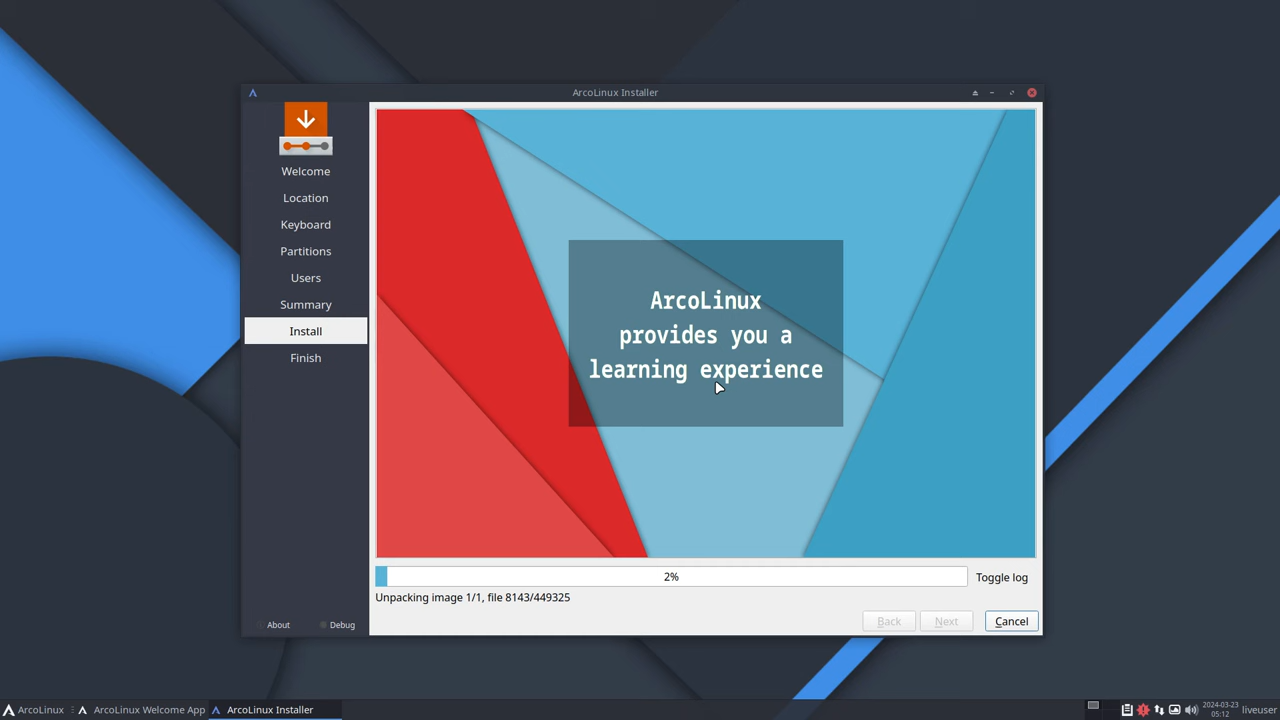 ArcoLinux Installer
Welcome
Location
Keyboard
Partitions
Users
Summary
Install
Finish
About
Debug
ArcoLinux
provides you a
learning experience
2%
Toggle log
Unpacking image 1/1, file 8143/449325
Back
Next
Cancel
ArcoLinux
ArcoLinux Welcome App
ArcoLinux Installer
2024-03-23
05:12
liveuser